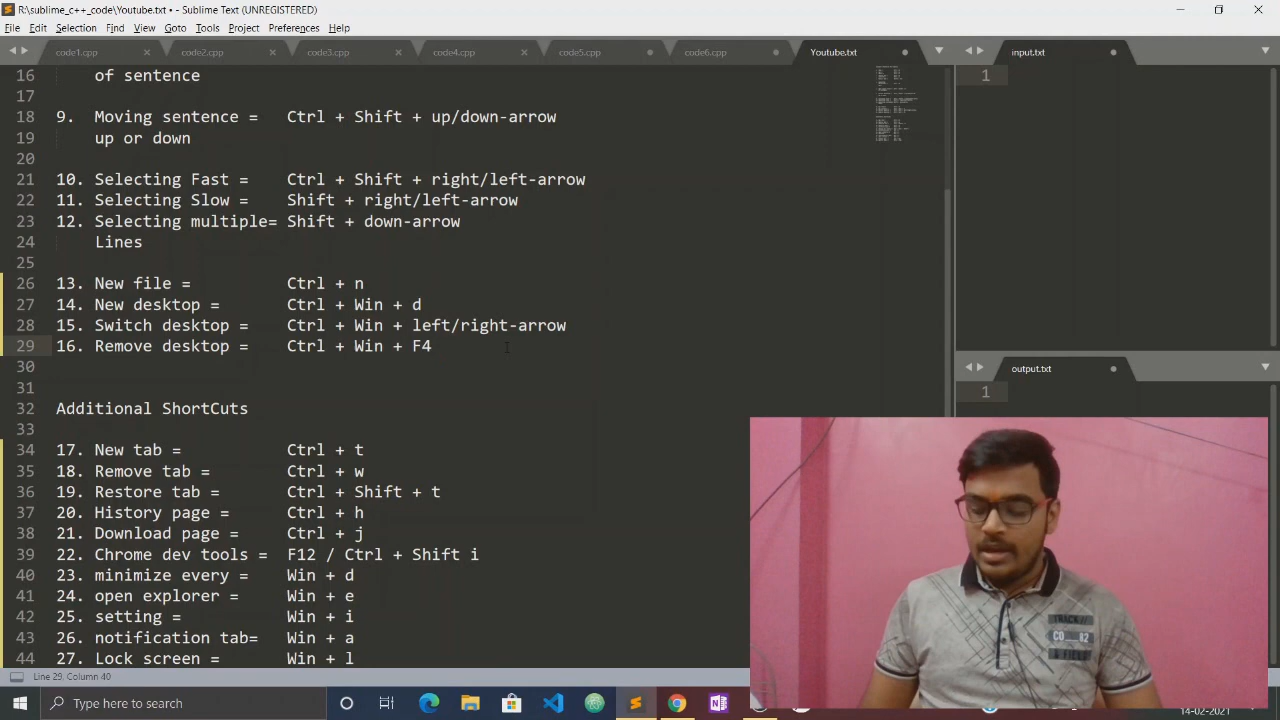 R:\sublime_c++_code\Youtube.txt • - Sublime Text (UNREGISTERED)
File Edit Selection Find View Goto Tools Project Preferences Help
code1.cpp code2.cpp code3.cpp code4.cpp code5.cpp code6.cpp Youtube.txt input.txt
16 of sentence
17
18 9. Moving sentence = Ctrl + Shift + up/down-arrow
19 up or down
20
21 10. Selecting Fast = Ctrl + Shift + right/left-arrow
22 11. Selecting Slow = Shift + right/left-arrow
23 12. Selecting multiple= Shift + down-arrow
24 Lines
25
26 13. New file = Ctrl + n
27 14. New desktop = Ctrl + Win + d
28 15. Switch desktop = Ctrl + Win + left/right-arrow
29 16. Remove desktop = Ctrl + Win + F4
30
31
32 Additional ShortCuts
33
34 17. New tab = Ctrl + t
35 18. Remove tab = Ctrl + w
36 19. Restore tab = Ctrl + Shift + t
37 20. History page = Ctrl + h
38 21. Download page = Ctrl + j
39 22. Chrome dev tools = F12 / Ctrl + Shift i
40 23. minimize every = Win + d
41 24. open explorer = Win + e
42 25. setting = Win + i
43 26. notification tab= Win + a
44 27. Lock screen = Win + l
1
output.txt
1
TRACK//
CO__82
& FIELD
Line 29, Column 40
Type here to search
14-02-2021